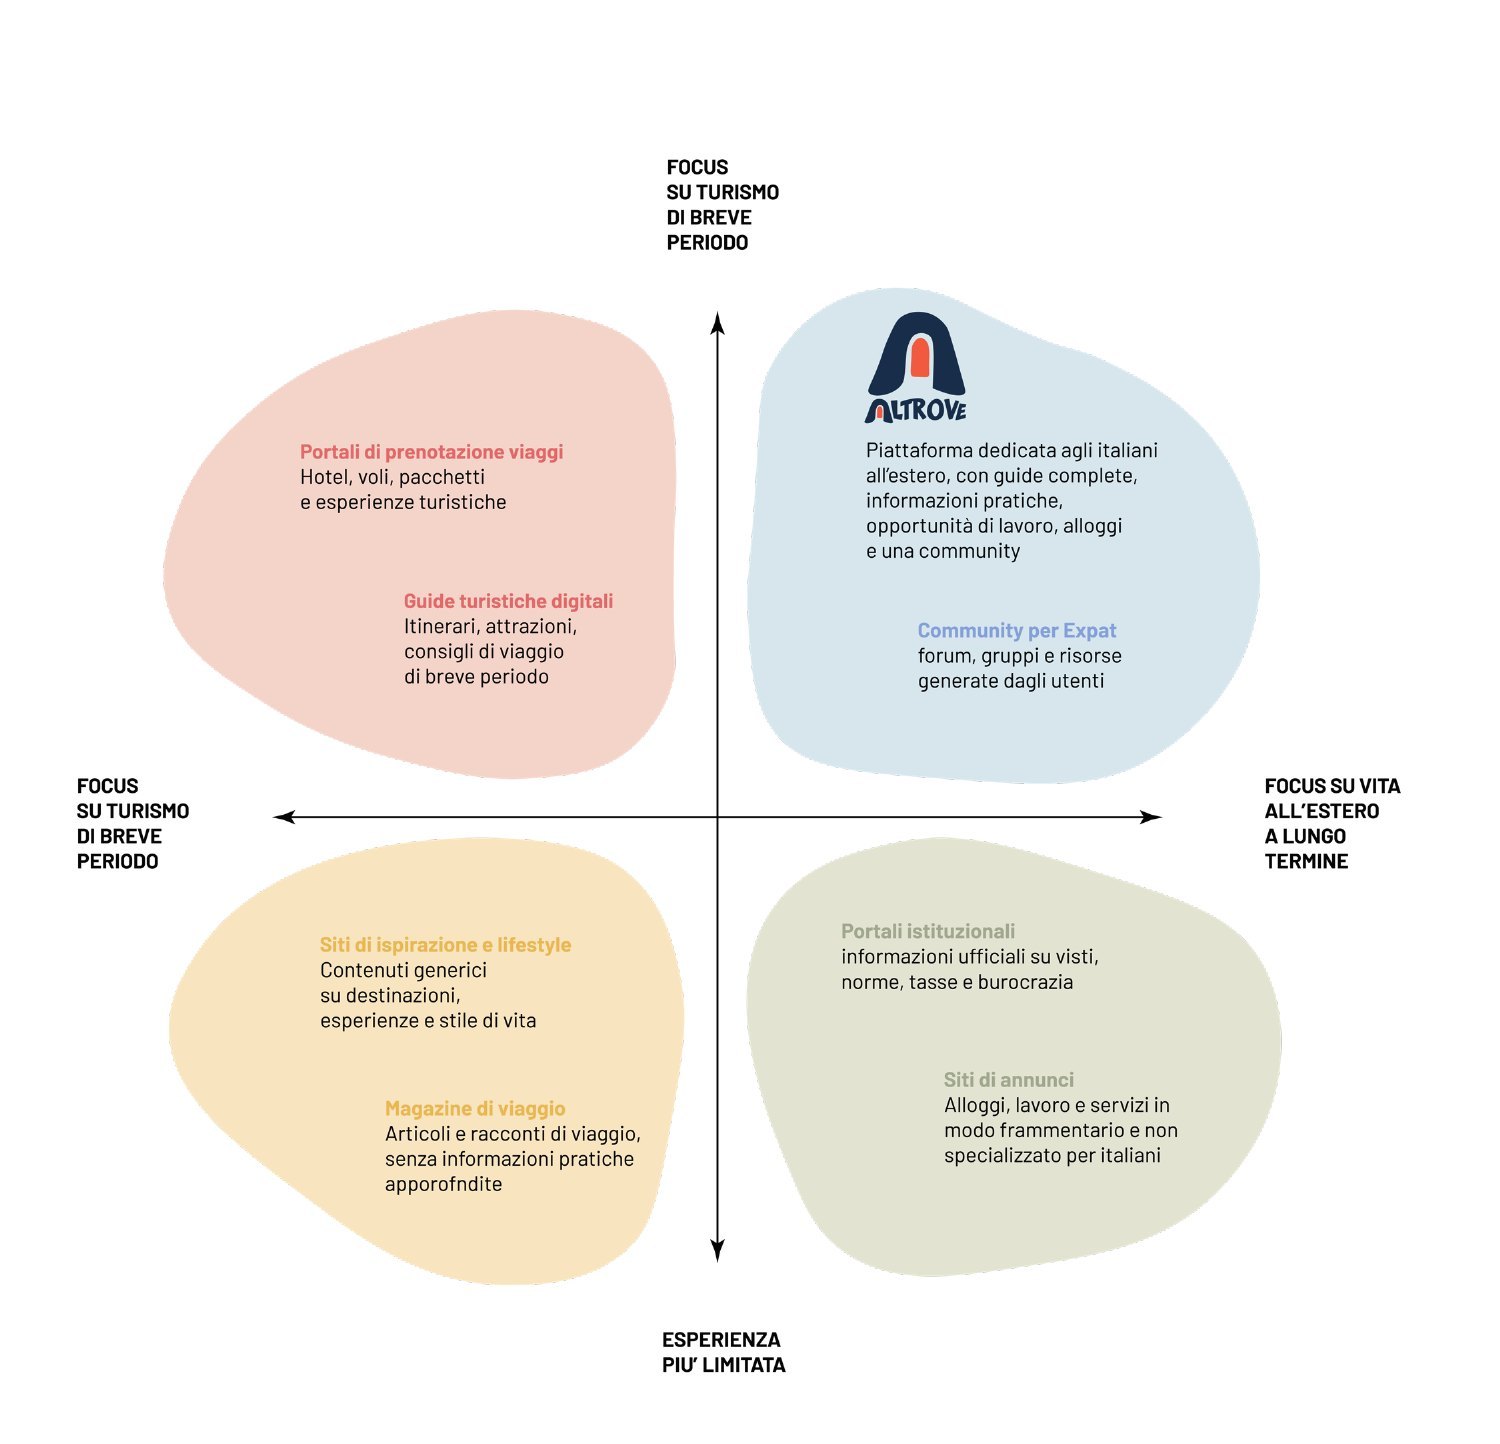 FOCUS
SU TURISMO
DI BREVE
PERIODO
ALTROVE
Portali di prenotazione viaggi
Hotel, voli, pacchetti
e esperienze turistiche
Guide turistiche digitali
Itinerari, attrazioni,
consigli di viaggio
di breve periodo
Piattaforma dedicata agli italiani
all'estero, con guide complete,
informazioni pratiche,
opportunità di lavoro, alloggi
e una community
Community per Expat
forum, gruppi e risorse
generate dagli utenti
FOCUS
SU TURISMO
DI BREVE
PERIODO
FOCUS SU VITA
ALL'ESTERO
A LUNGO
TERMINE
Siti di ispirazione e lifestyle
Contenuti generici
su destinazioni,
esperienze e stile di vita
Magazine di viaggio
Articoli e racconti di viaggio,
senza informazioni pratiche
apporofndite
Portali istituzionali
informazioni ufficiali su visti,
norme, tasse e burocrazia
Siti di annunci
Alloggi, lavoro e servizi in
modo frammentario e non
specializzato per italiani
ESPERIENZA
PIU' LIMITATA